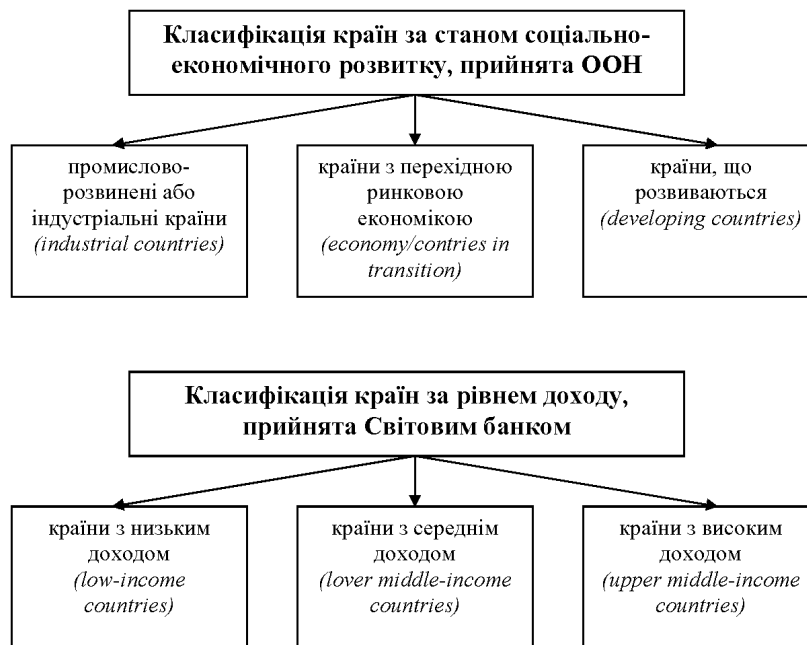 Класифікація країн за станом соціально-
економічного розвитку, прийнята ООН
промислово-
розвинені або
індустріальні країни
(industrial countries)
країни з перехідною
ринковою
економікою
(economy/contries in
transition)
країни, що
розвиваються
(developing countries)
Класифікація країн за рівнем доходу,
прийнята Світовим банком
країни з низьким
доходом
(low-income
countries)
країни з середнім
доходом
(lover middle-income
countries)
країни з високим
доходом
(upper middle-income
countries)